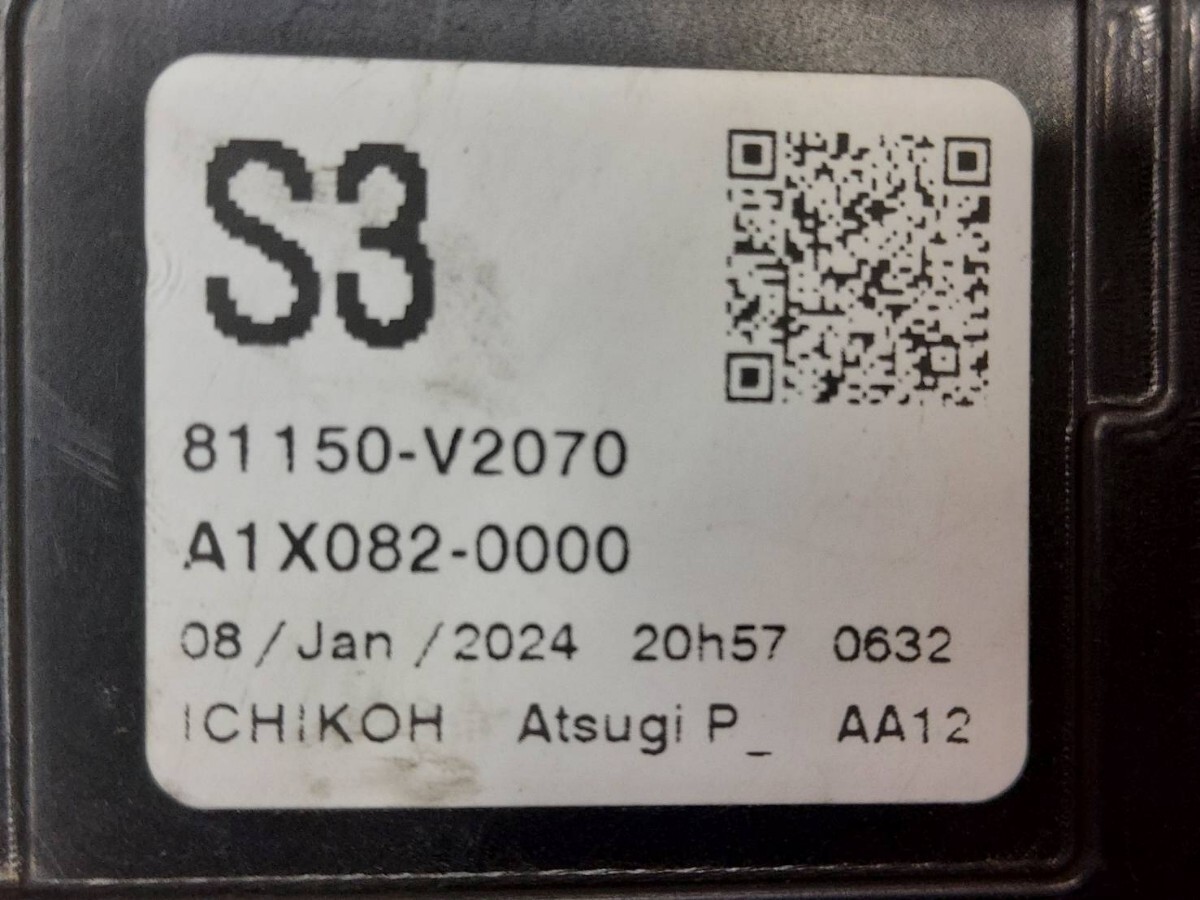 S3
81150-V2070
A1X082-0000
08/Jan/2024 20h57 0632
ICHIKOH Atsugi P_ AA12